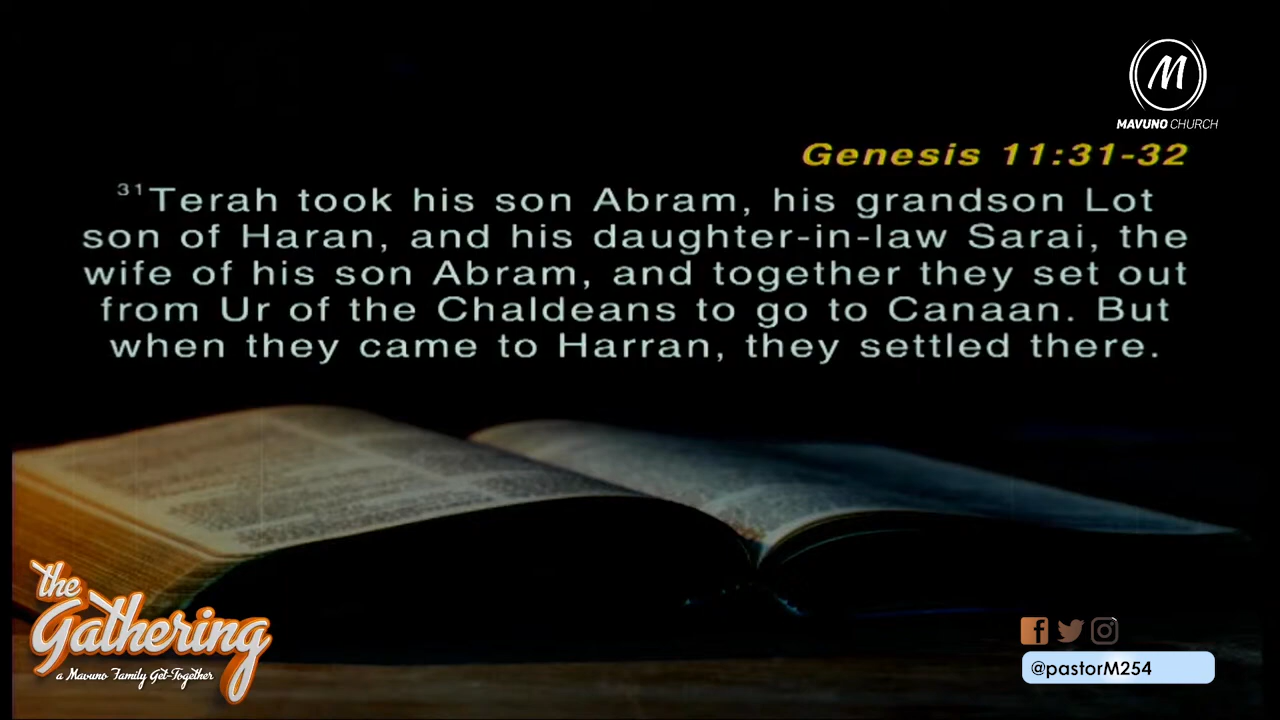 M
MAVUNO CHURCH
Genesis 11:31-32
31Terah took his son Abram, his grandson Lot
son of Haran, and his daughter-in-law Sarai, the
wife of his son Abram, and together they set out
from Ur of the Chaldeans to go to Canaan. But
when they came to Harran, they settled there.
the
Gathering
a Mavuno Family Get-Together
@pastorM254